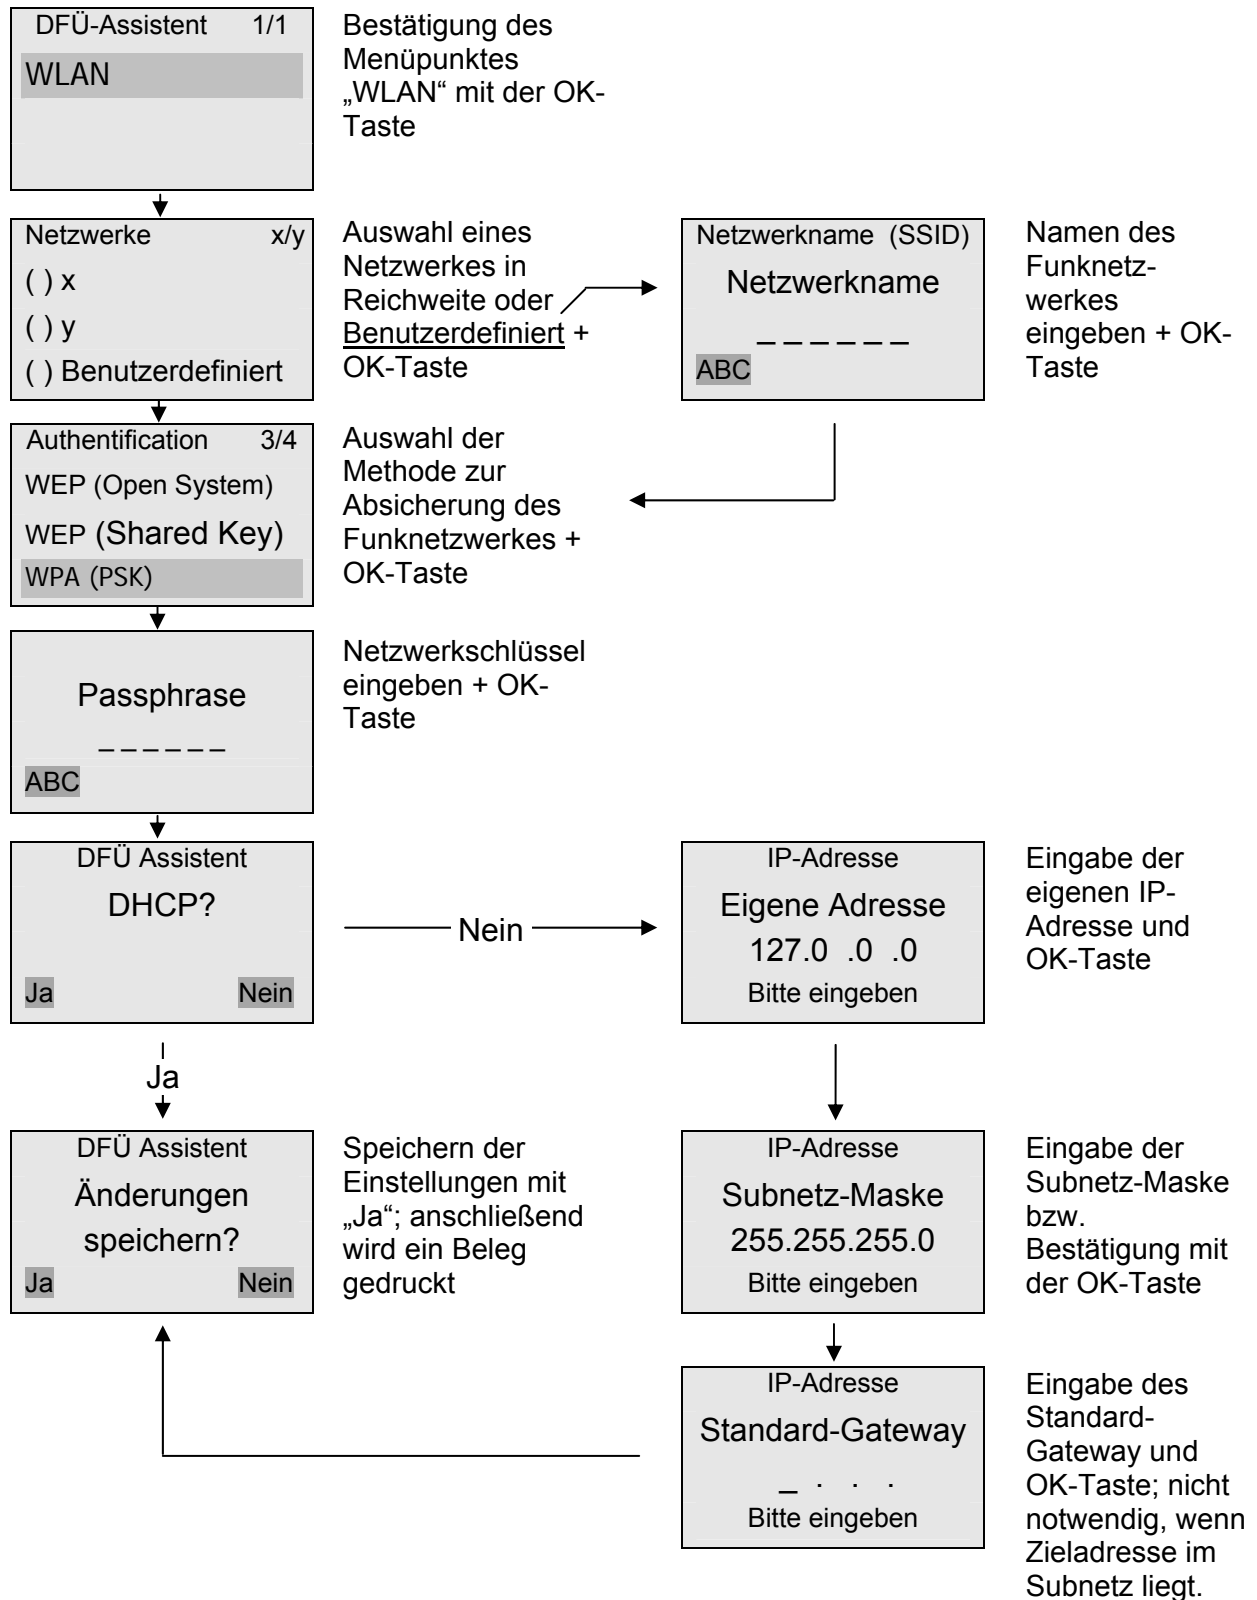 DFÜ-Assistent 1/1
WLAN
Bestätigung des
Menüpunktes
„WLAN“ mit der OK-
Taste
Netzwerke x/y
( ) x
( ) y
( ) Benutzerdefiniert
Auswahl eines
Netzwerkes in
Reichweite oder
Benutzerdefiniert +
OK-Taste
Netzwerkname (SSID)
Netzwerkname
_ _ _ _ _ _
ABC
Namen des
Funknetz-
werkes
eingeben + OK-
Taste
Authentification 3/4
WEP (Open System)
WEP (Shared Key)
WPA (PSK)
Auswahl der
Methode zur
Absicherung des
Funknetzwerkes +
OK-Taste
Passphrase
_ _ _ _ _ _
ABC
Netzwerkschlüssel
eingeben + OK-
Taste
DFÜ Assistent
DHCP?
Ja Nein
Nein
IP-Adresse
Eigene Adresse
127.0 .0 .0
Bitte eingeben
Eingabe der
eigenen IP-
Adresse und
OK-Taste
Ja
DFÜ Assistent
Änderungen
speichern?
Ja Nein
Speichern der
Einstellungen mit
„Ja“; anschließend
wird ein Beleg
gedruckt
IP-Adresse
Subnetz-Maske
255.255.255.0
Bitte eingeben
Eingabe der
Subnetz-Maske
bzw.
Bestätigung mit
der OK-Taste
IP-Adresse
Standard-Gateway
_ . . .
Bitte eingeben
Eingabe des
Standard-
Gateway und
OK-Taste; nicht
notwendig, wenn
Zieladresse im
Subnetz liegt.